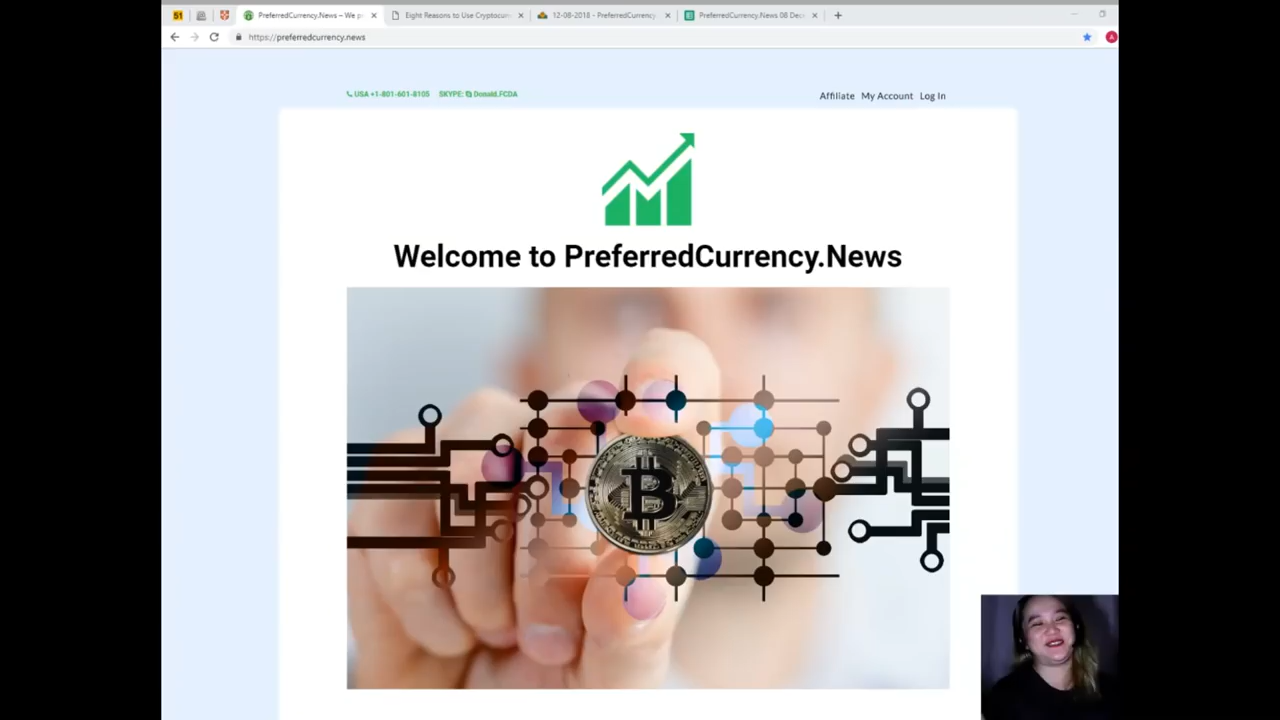 51
PreferredCurrency.News – We p
Eight Reasons to Use Cryptocurr
12-08-2018 - PreferredCurrency
PreferredCurrency.News 08 Dec
https://preferredcurrency.news
A
USA +1-801-601-8105 SKYPE: Donald.FCDA
Affiliate My Account Log In
Welcome to PreferredCurrency.News